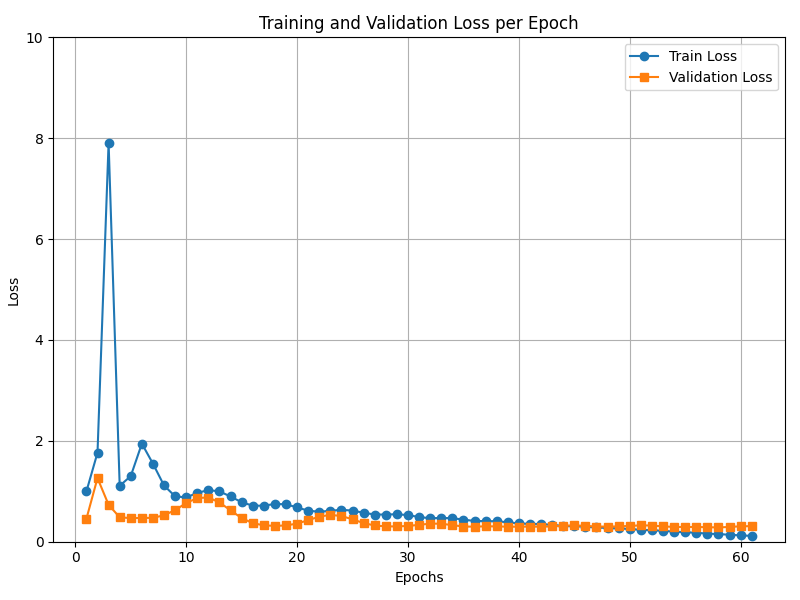 Training and Validation Loss per Epoch
10
8
6
4
2
0
Loss
Train Loss
Validation Loss
0 10 20 30 40 50 60
Epochs